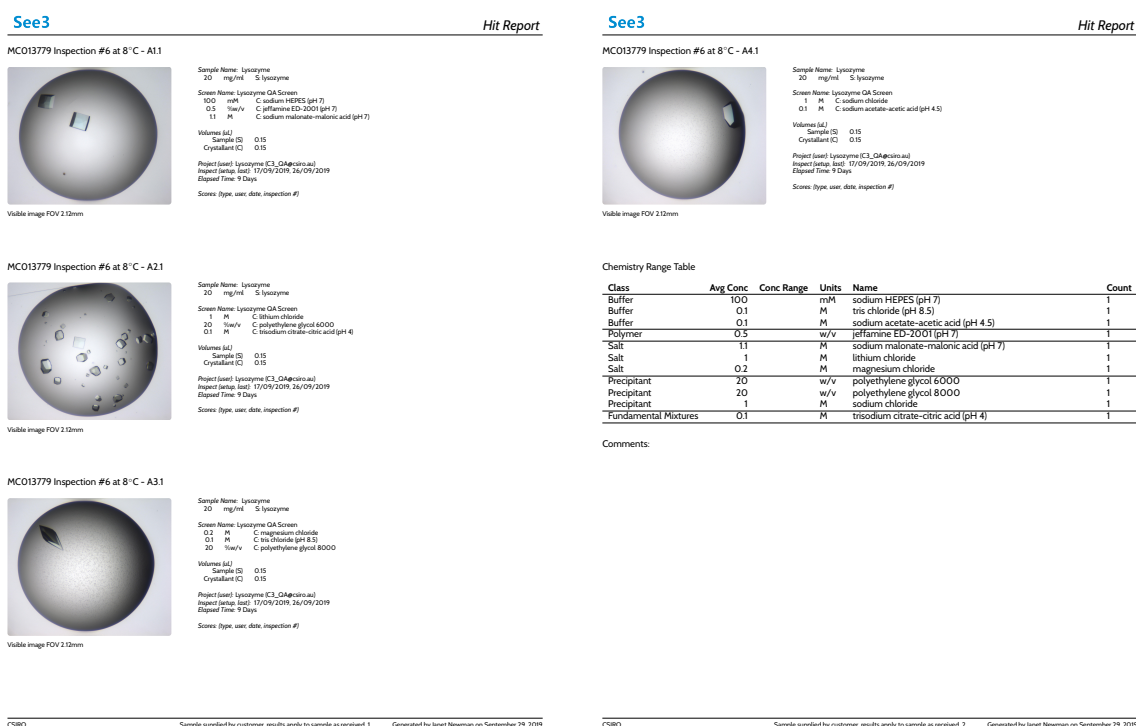 See3
Hit Report
MC013779 Inspection #6 at 8°C - A1.1
Sample Name: Lysozyme
20 mg/ml S: lysozyme
Screen Name: Lysozyme QA Screen
100 mM C: sodium HEPES (pH 7)
0.5 %w/v C: jeffamine ED-2001 (pH 7)
1.1 M C: sodium malonate-malonic acid (pH 7)
Volumes (uL)
Sample (S) 0.15
Crystallant (C) 0.15
Project (user): Lysozyme (C3_QA@csiro.au)
Inspect (setup, last): 17/09/2019, 26/09/2019
Elapsed Time: 9 Days
Scores: (type, user, date, inspection #)
Visible image FOV 2.12mm
MC013779 Inspection #6 at 8°C - A2.1
Sample Name: Lysozyme
20 mg/ml S: lysozyme
Screen Name: Lysozyme QA Screen
1 M C: lithium chloride
20 %w/v C: polyethylene glycol 6000
0.1 M C: trisodium citrate-citric acid (pH 4)
Volumes (uL)
Sample (S) 0.15
Crystallant (C) 0.15
Project (user): Lysozyme (C3_QA@csiro.au)
Inspect (setup, last): 17/09/2019, 26/09/2019
Elapsed Time: 9 Days
Scores: (type, user, date, inspection #)
Visible image FOV 2.12mm
MC013779 Inspection #6 at 8°C - A3.1
Sample Name: Lysozyme
20 mg/ml S: lysozyme
Screen Name: Lysozyme QA Screen
0.2 M C: magnesium chloride
0.1 M C: tris chloride (pH 8.5)
20 %w/v C: polyethylene glycol 8000
Volumes (uL)
Sample (S) 0.15
Crystallant (C) 0.15
Project (user): Lysozyme (C3_QA@csiro.au)
Inspect (setup, last): 17/09/2019, 26/09/2019
Elapsed Time: 9 Days
Scores: (type, user, date, inspection #)
Visible image FOV 2.12mm
CSIRO Sample supplied by customer, results apply to sample as received. 1 Generated by Janet Newman on September 29, 2019
See3
Hit Report
MC013779 Inspection #6 at 8°C - A4.1
Sample Name: Lysozyme
20 mg/ml S: lysozyme
Screen Name: Lysozyme QA Screen
1 M C: sodium chloride
0.1 M C: sodium acetate-acetic acid (pH 4.5)
Volumes (uL)
Sample (S) 0.15
Crystallant (C) 0.15
Project (user): Lysozyme (C3_QA@csiro.au)
Inspect (setup, last): 17/09/2019, 26/09/2019
Elapsed Time: 9 Days
Scores: (type, user, date, inspection #)
Visible image FOV 2.12mm
Chemistry Range Table
Class Avg Conc Conc Range Units Name Count
Buffer 100 mM sodium HEPES (pH 7) 1
Buffer 0.1 M tris chloride (pH 8.5) 1
Buffer 0.1 M sodium acetate-acetic acid (pH 4.5) 1
Polymer 0.5 w/v jeffamine ED-2001 (pH 7) 1
Salt 1.1 M sodium malonate-malonic acid (pH 7) 1
Salt 1 M lithium chloride 1
Salt 0.2 M magnesium chloride 1
Precipitant 20 w/v polyethylene glycol 6000 1
Precipitant 20 w/v polyethylene glycol 8000 1
Precipitant 1 M sodium chloride 1
Fundamental Mixtures 0.1 M trisodium citrate-citric acid (pH 4) 1
Comments:
CSIRO Sample supplied by customer, results apply to sample as received. 2 Generated by Janet Newman on September 29, 2019